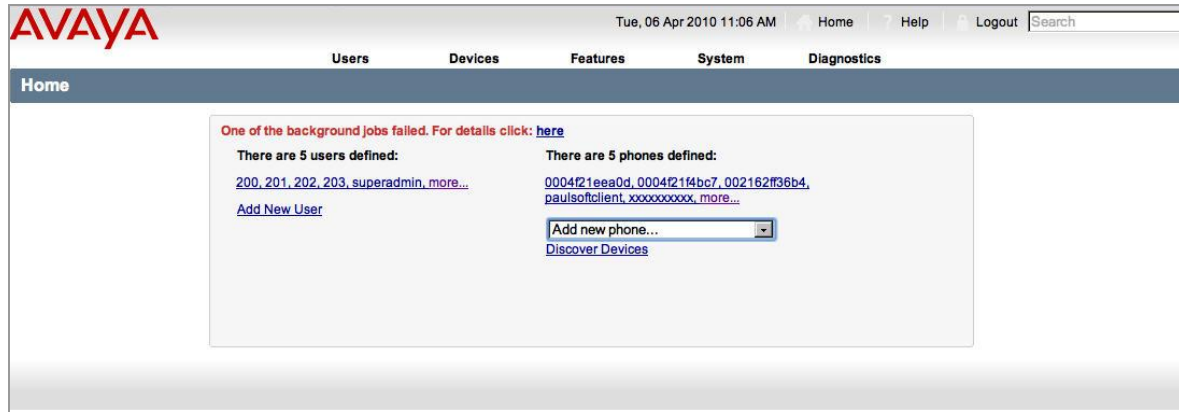 AVAYA
Tue, 06 Apr 2010 11:06 AM Home ? Help Logout Search
Users Devices Features System Diagnostics
Home
One of the background jobs failed. For details click: here
There are 5 users defined: There are 5 phones defined:
200, 201, 202, 203, superadmin, more... 0004f21eea0d, 0004f21f4bc7, 002162ff36b4,
paulsoftclient, xxxxxxxxxx, more...
Add New User
Add new phone...
Discover Devices